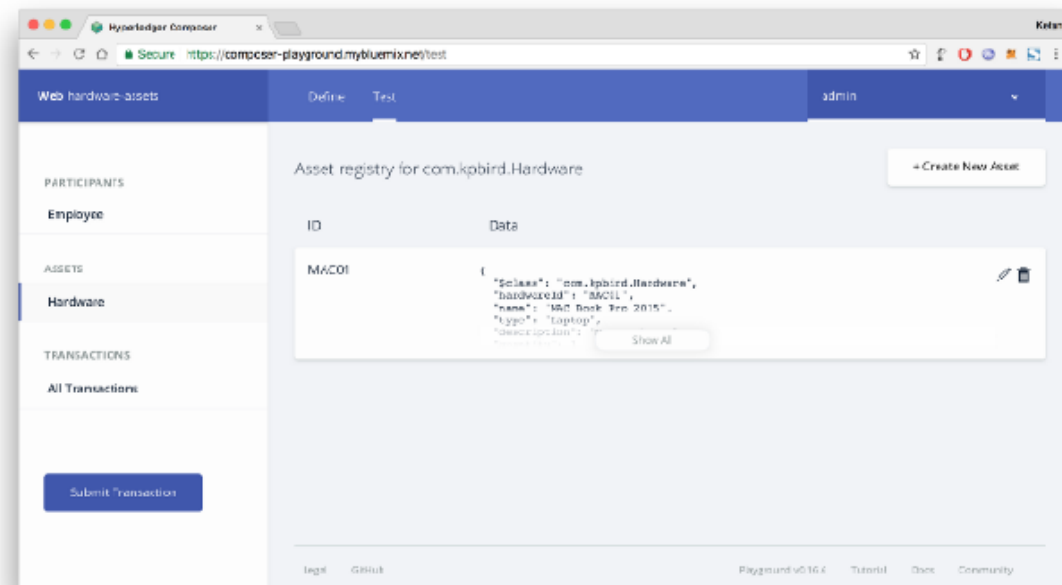 Hyperledger Composer
Secure https://composer-playground.mybluemix.net/test
Web hardware-assets
Define Test
admin
PARTICIPANTS
Employee
ASSETS
Hardware
TRANSACTIONS
All Transactions
Submit Transaction
Asset registry for com.kpbird.Hardware
+ Create New Asset
ID Data
MAC01
{
"$class": "com.kpbird.Hardware",
"hardwareId": "MAC01",
"name": "MAC Book Pro 2015",
"type": "Laptop",
"description": "
Show All
Legal GitHub
Playground v0.16.6 Tutorial Docs Community